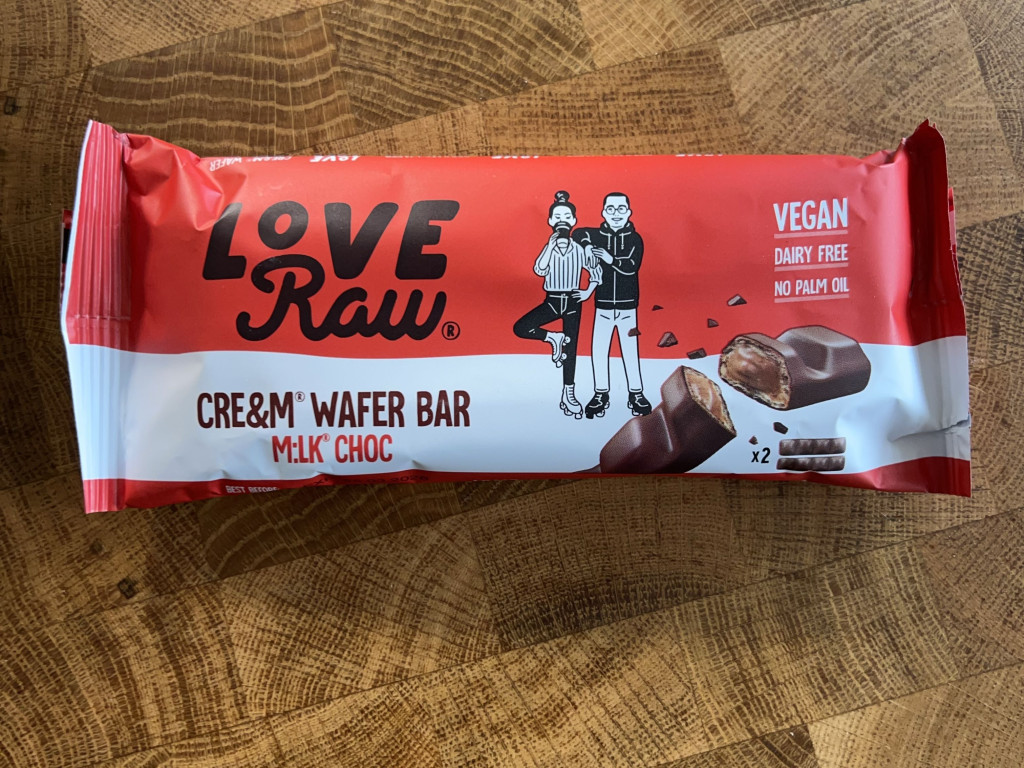 LOVE
Raw®
VEGAN
DAIRY FREE
NO PALM OIL
CRE&M® WAFER BAR
M:LK® CHOC
x2
BEST BEFORE